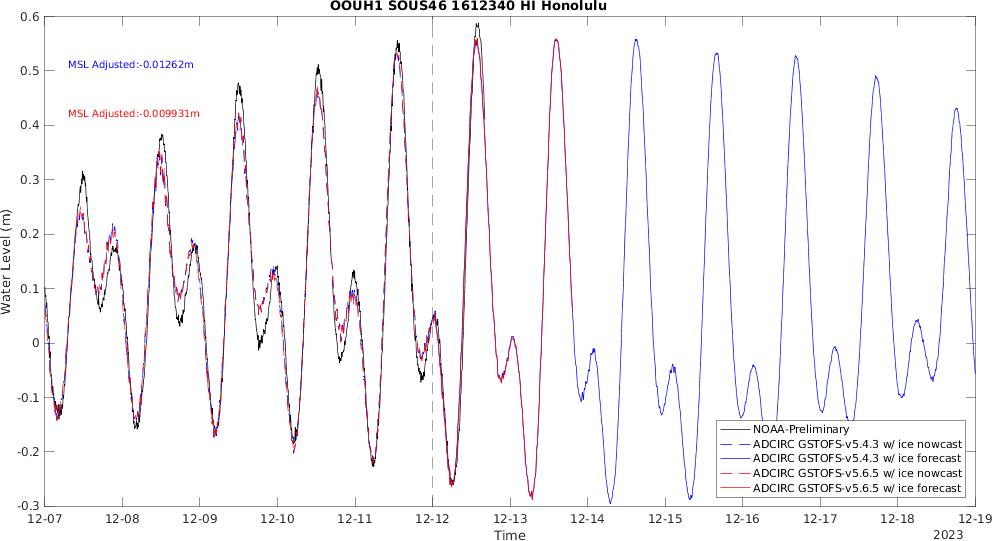 OOUH1 SOUS46 1612340 HI Honolulu
0.6
0.5
0.4
0.3
0.2
0.1
0
-0.1
-0.2
-0.3
Water Level (m)
MSL Adjusted:-0.01262m
MSL Adjusted:-0.009931m
NOAA-Preliminary
ADCIRC GSTOFS-v5.4.3 w/ ice nowcast
ADCIRC GSTOFS-v5.4.3 w/ ice forecast
ADCIRC GSTOFS-v5.6.5 w/ ice nowcast
ADCIRC GSTOFS-v5.6.5 w/ ice forecast
12-07 12-08 12-09 12-10 12-11 12-12 12-13 12-14 12-15 12-16 12-17 12-18 12-19
Time
2023